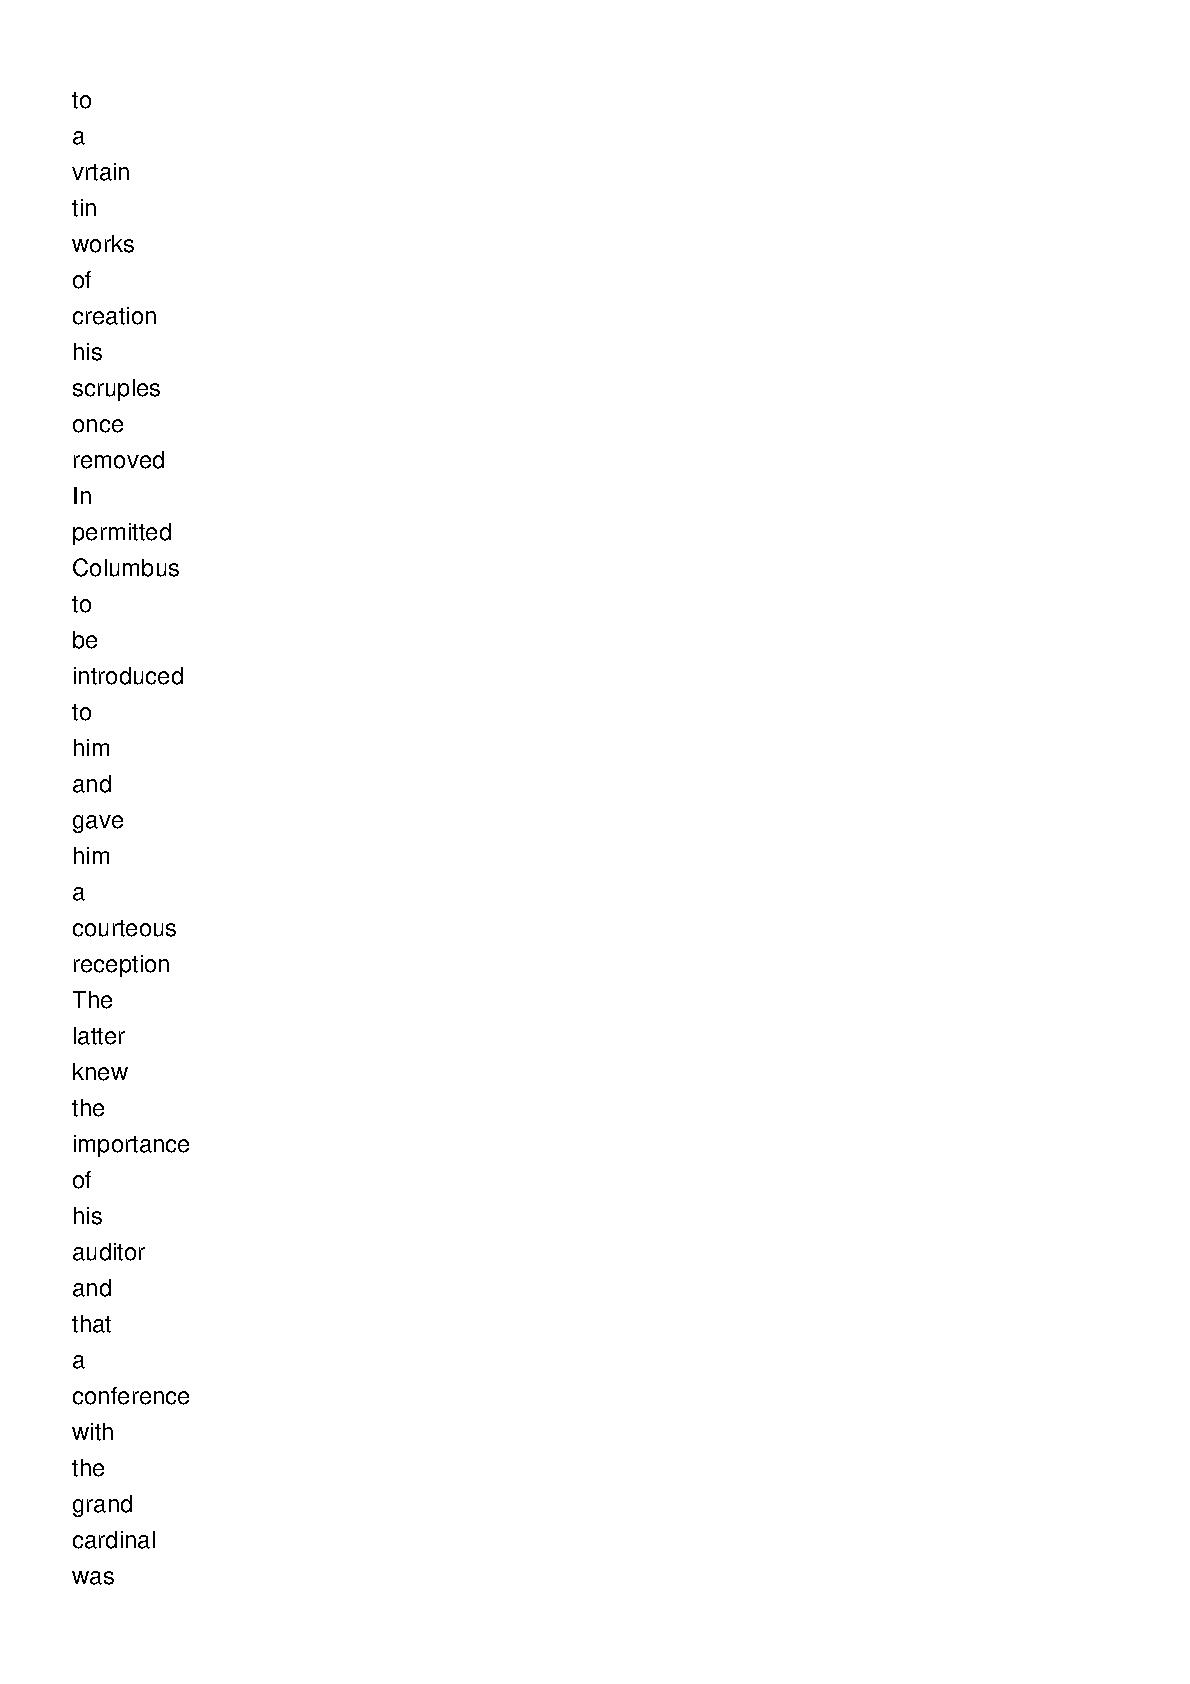 to
a
vrtain
tin
works
of
creation
his
scruples
once
removed
In
permitted
Columbus
to
be
introduced
to
him
and
gave
him
a
courteous
reception
The
latter
knew
the
importance
of
his
auditor
and
that
a
conference
with
the
grand
cardinal
was